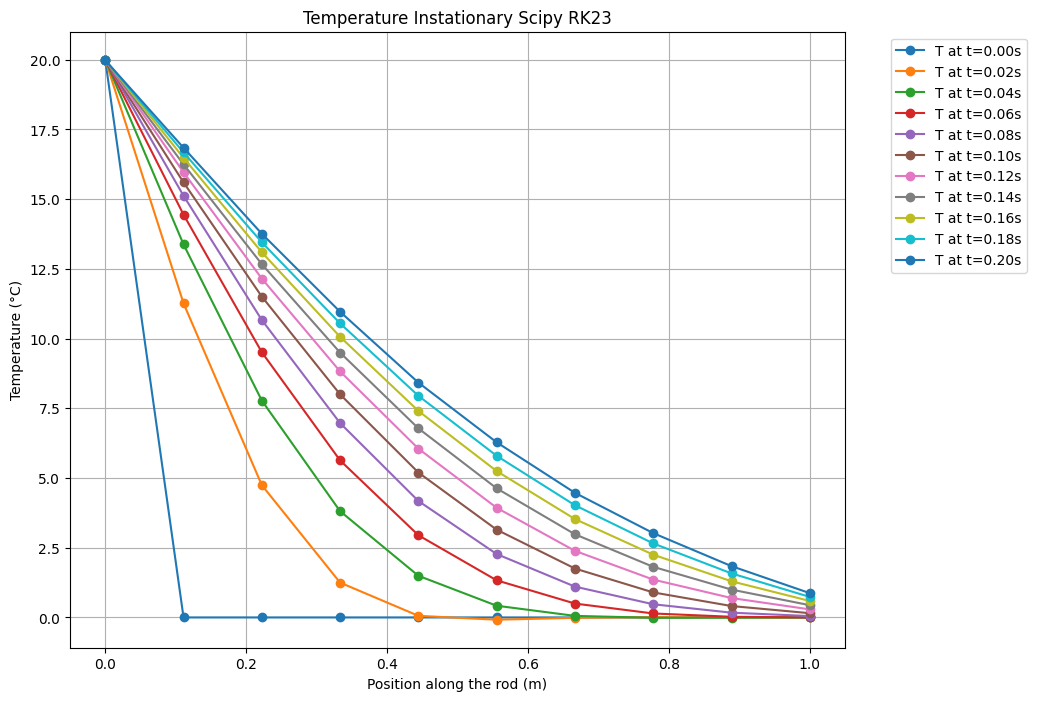 Temperature Instationary Scipy RK23
Temperature (°C)
20.0
17.5
15.0
12.5
10.0
7.5
5.0
2.5
0.0
0.0 0.2 0.4 0.6 0.8 1.0
Position along the rod (m)
T at t=0.00s
T at t=0.02s
T at t=0.04s
T at t=0.06s
T at t=0.08s
T at t=0.10s
T at t=0.12s
T at t=0.14s
T at t=0.16s
T at t=0.18s
T at t=0.20s